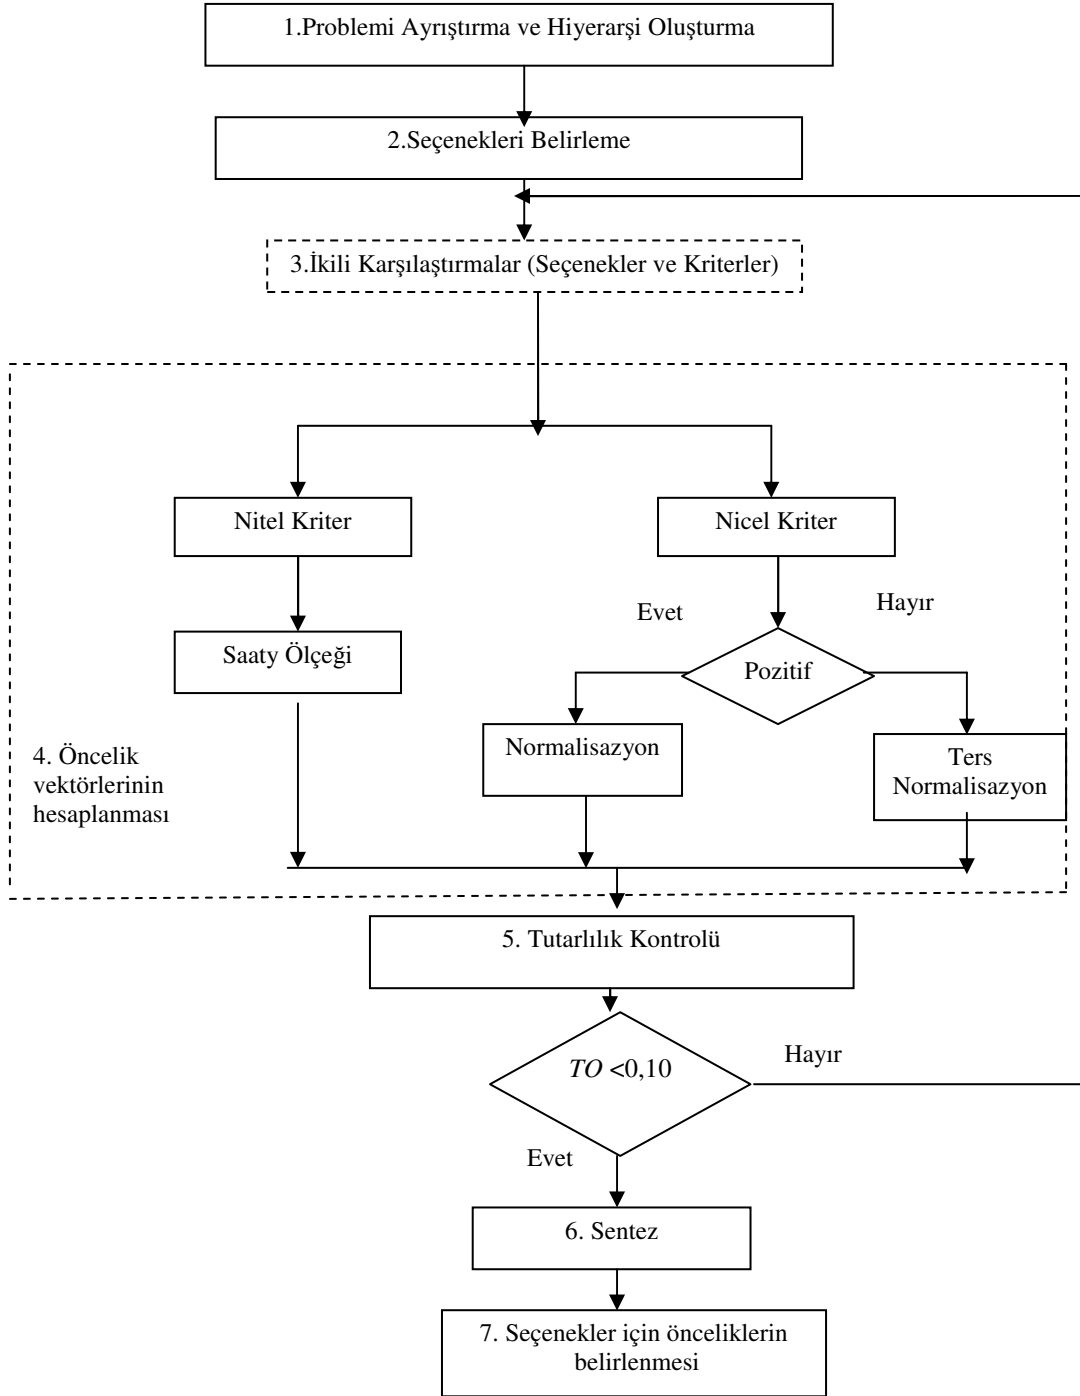 1.Problemi Ayrıştırma ve Hiyerarşi Oluşturma
2.Seçenekleri Belirleme
3.İkili Karşılaştırmalar (Seçenekler ve Kriterler)
Nitel Kriter
Nicel Kriter
Evet
Hayır
Saaty Ölçeği
Pozitif
Normalisazyon
Ters
Normalisazyon
4. Öncelik
vektörlerinin
hesaplanması
5. Tutarlılık Kontrolü
TO <0,10
Hayır
Evet
6. Sentez
7. Seçenekler için önceliklerin
belirlenmesi